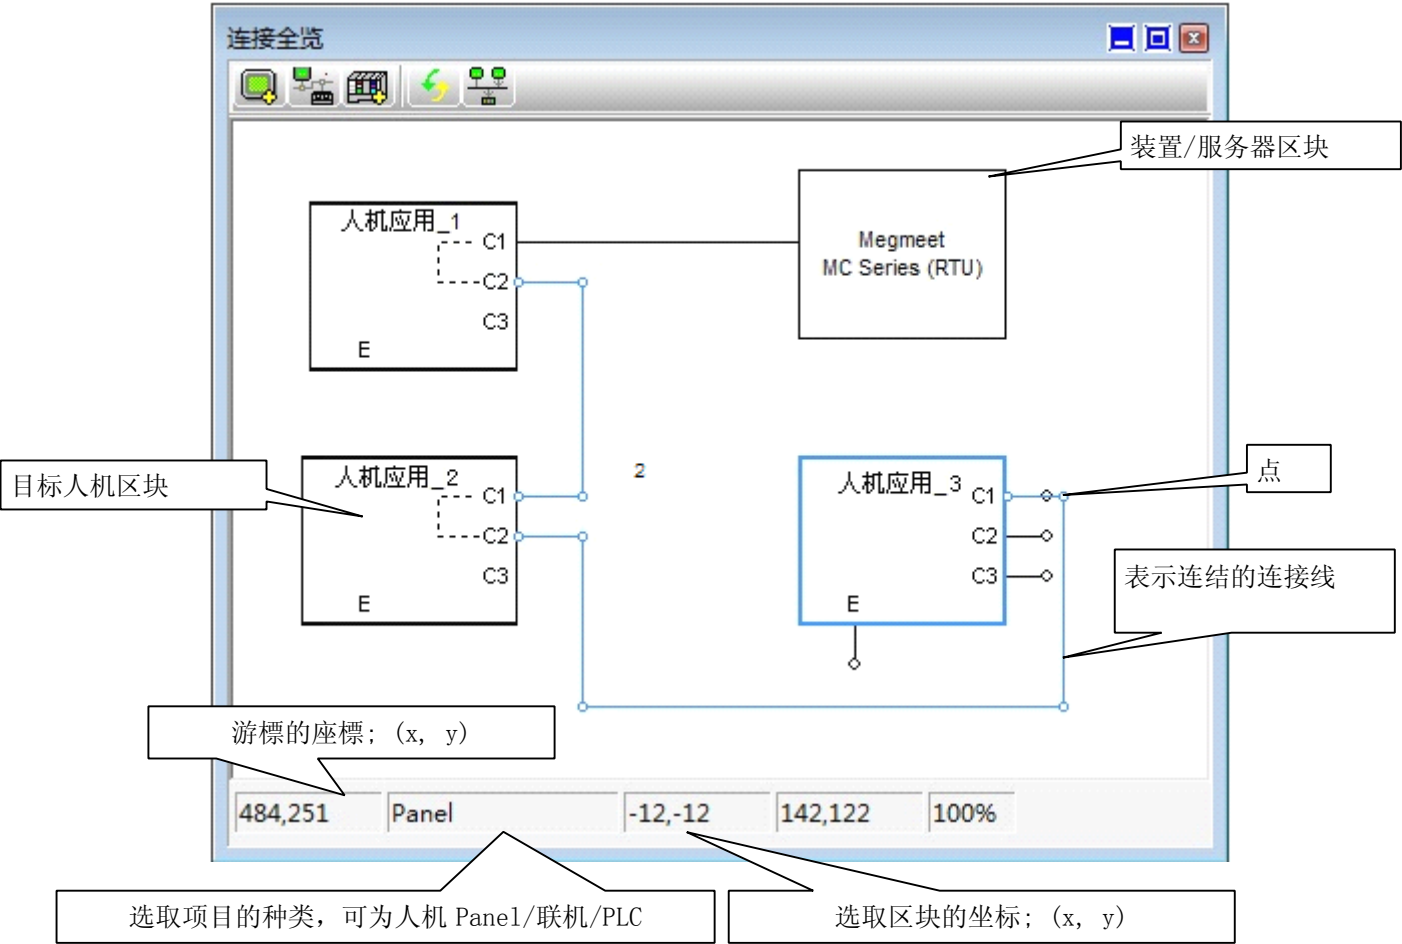 连接全览
装置/服务器区块
人机应用_1
C1
C2
C3
E
Megmeet
MC Series (RTU)
目标人机区块
人机应用_2
C1
C2
C3
E
2
人机应用_3
C1
C2
C3
E
点
表示连结的连接线
游標的座標; (x, y)
484,251
Panel
-12,-12
142,122
100%
选取项目的种类, 可为人机 Panel/联机/PLC
选取区块的坐标; (x, y)